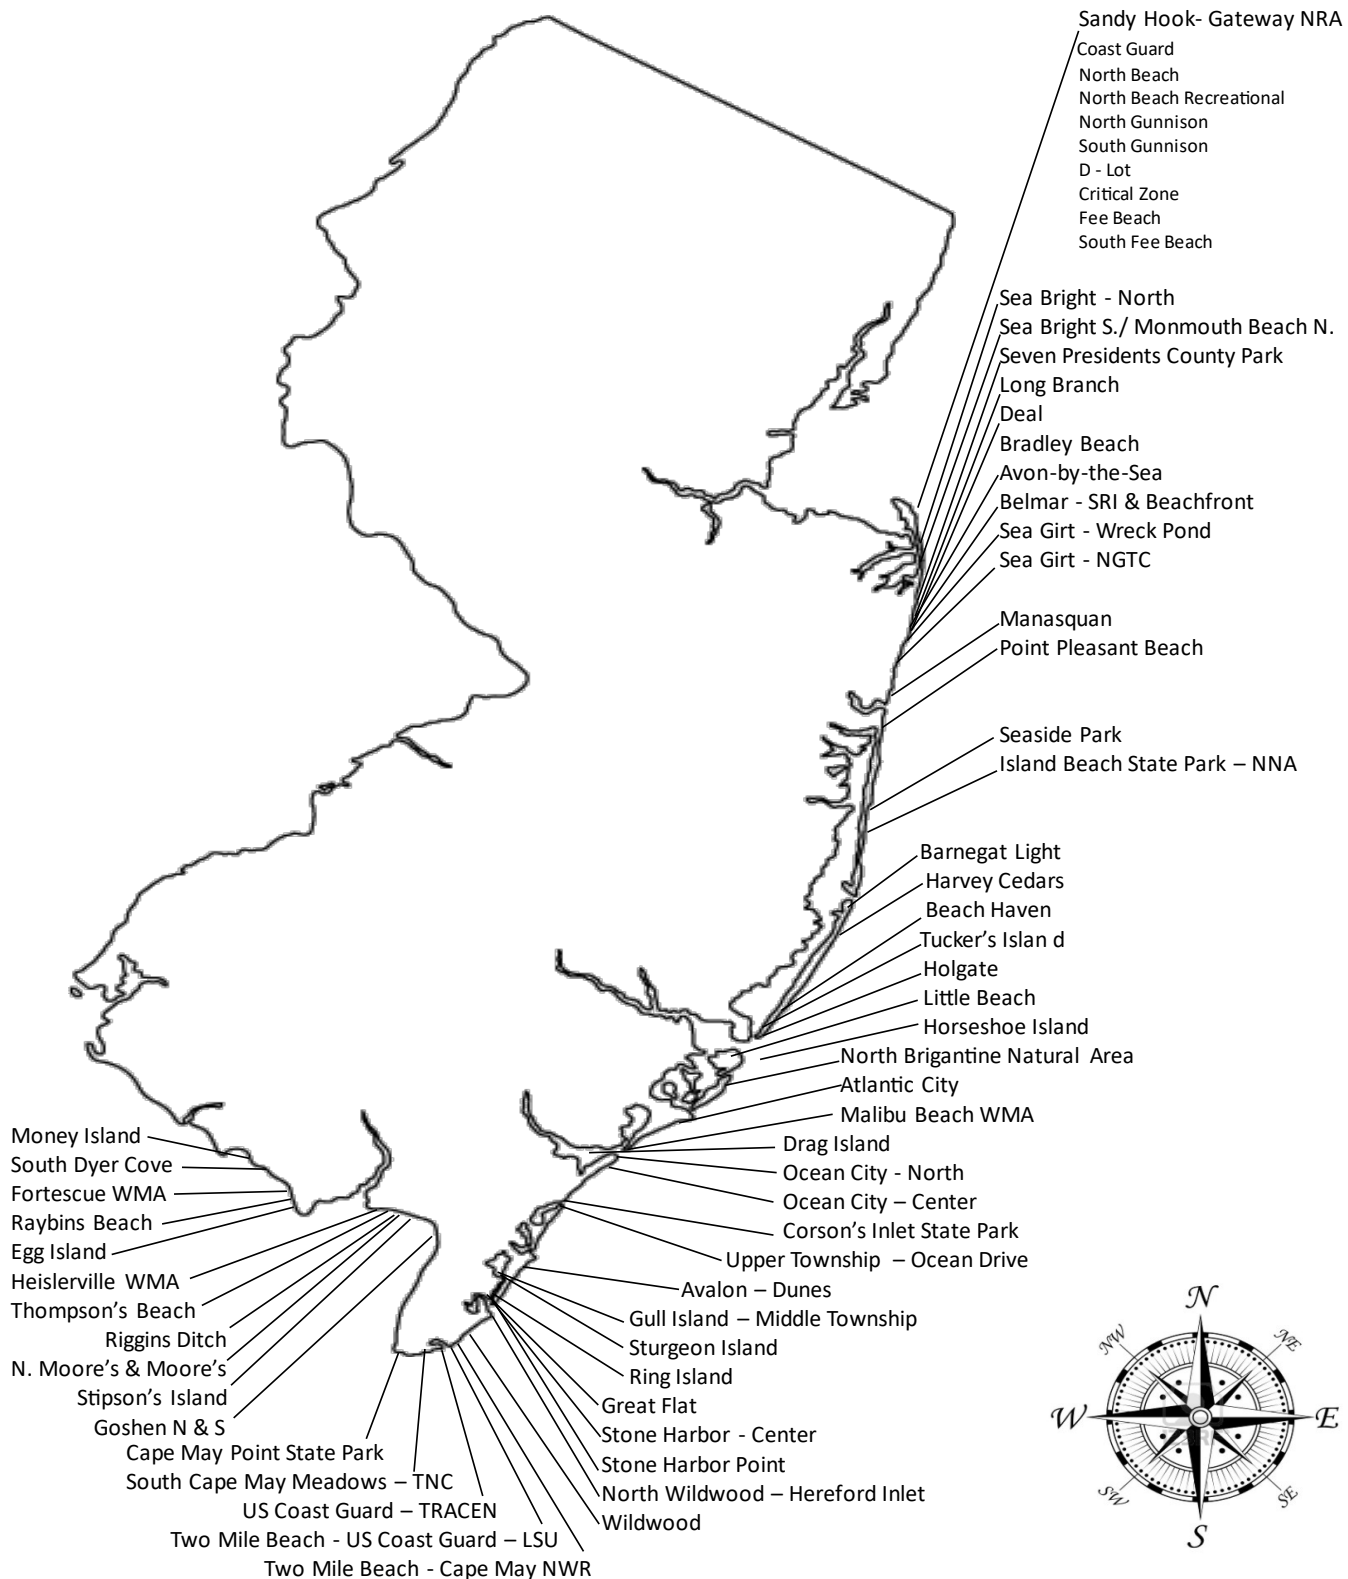 Sandy Hook- Gateway NRA
Coast Guard
North Beach
North Beach Recreational
North Gunnison
South Gunnison
D - Lot
Critical Zone
Fee Beach
South Fee Beach
Sea Bright - North
Sea Bright S./ Monmouth Beach N.
Seven Presidents County Park
Long Branch
Deal
Bradley Beach
Avon-by-the-Sea
Belmar - SRI & Beachfront
Sea Girt - Wreck Pond
Sea Girt - NGTC
Manasquan
Point Pleasant Beach
Seaside Park
Island Beach State Park – NNA
Barnegat Light
Harvey Cedars
Beach Haven
Tucker’s Islan d
Holgate
Little Beach
Horseshoe Island
North Brigantine Natural Area
Atlantic City
Malibu Beach WMA
Drag Island
Ocean City - North
Ocean City – Center
Corson’s Inlet State Park
Upper Township – Ocean Drive
Avalon – Dunes
Gull Island – Middle Township
Sturgeon Island
Ring Island
Great Flat
Stone Harbor - Center
Stone Harbor Point
North Wildwood – Hereford Inlet
Wildwood
Money Island
South Dyer Cove
Fortescue WMA
Raybins Beach
Egg Island
Heislerville WMA
Thompson’s Beach
Riggins Ditch
N. Moore’s & Moore’s
Stipson’s Island
Goshen N & S
Cape May Point State Park
South Cape May Meadows – TNC
US Coast Guard – TRACEN
Two Mile Beach - US Coast Guard – LSU
Two Mile Beach - Cape May NWR
N
NW
NE
W
E
SW
SE
S